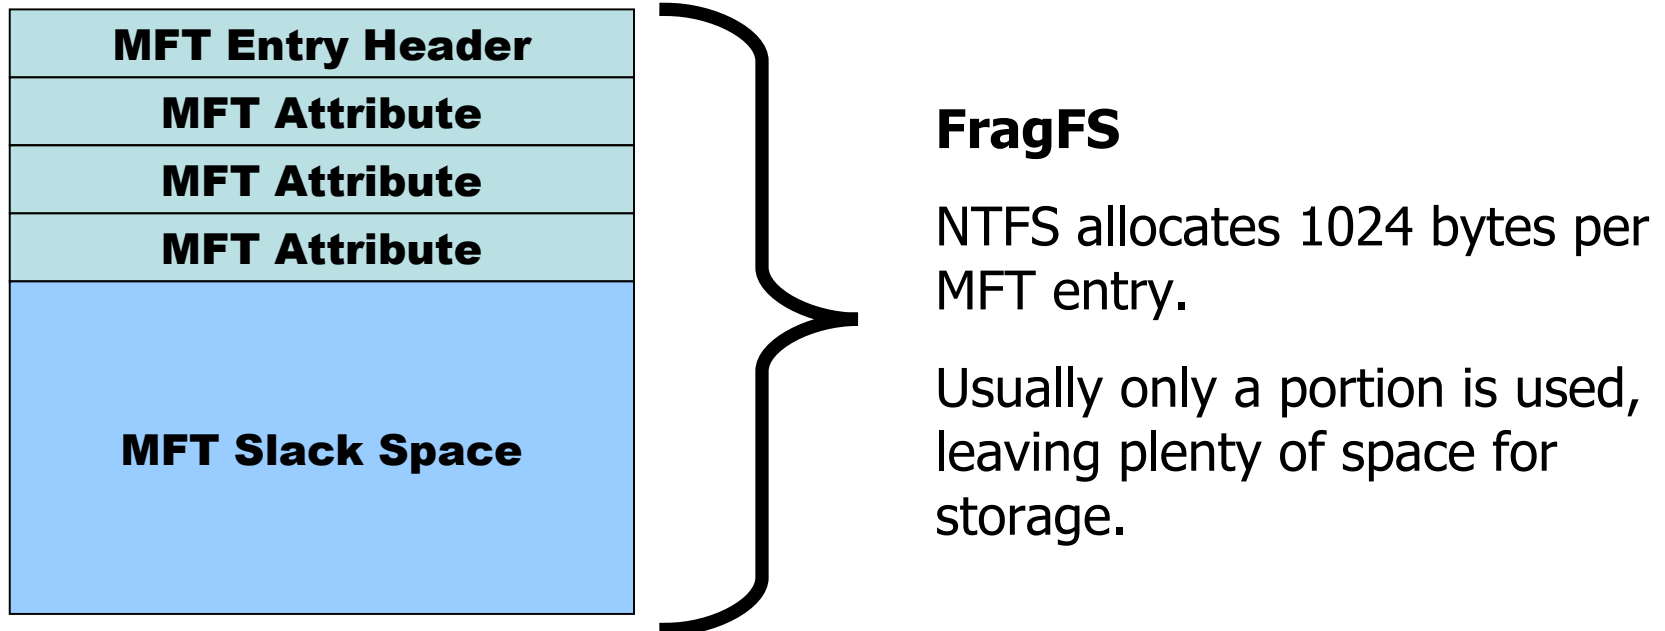 MFT Entry Header
MFT Attribute
MFT Attribute
MFT Attribute
MFT Slack Space
FragFS
NTFS allocates 1024 bytes per
MFT entry.
Usually only a portion is used,
leaving plenty of space for
storage.